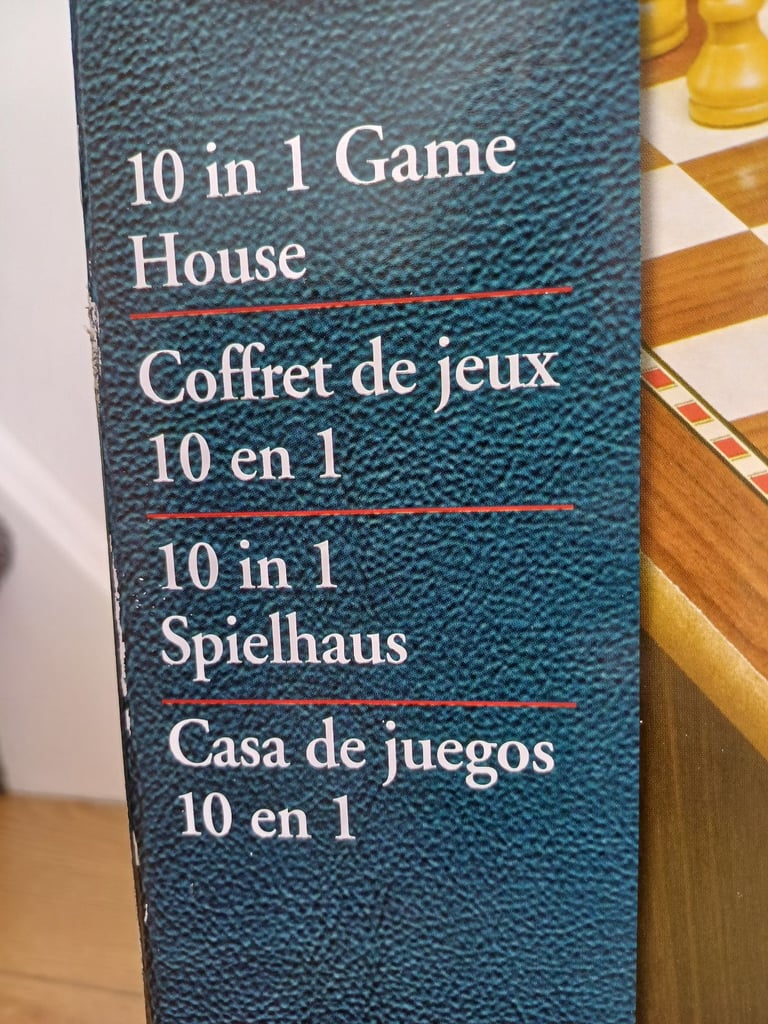 10 in 1 Game
House
Coffret de jeux
10 en 1
10 in 1
Spielhaus
Casa de juegos
10 en 1